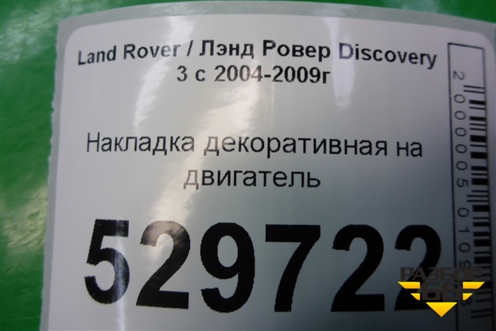 Land Rover / Лэнд Ровер Discovery
3 с 2004-2009г
Накладка декоративная на
двигатель
529722